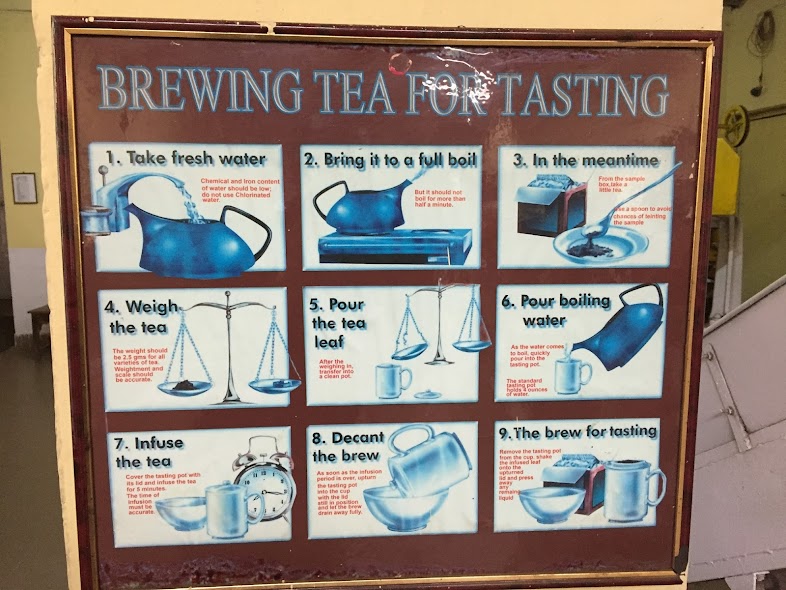 BREWING TEA FOR TASTING
1. Take fresh water
Chemical and Iron content
of water should be low;
do not use Chlorinated
water.
2. Bring it to a full boil
But it should not
boil for more than
half a minute.
3. In the meantime
From the sample
box,take a
little tea.
Use a spoon to avoid
chances of teinting
the sample
4. Weigh
the tea
The weight should
be 2.5 gms for all
varieties of tea.
Weightment and
scale should
be accurate.
5. Pour
the tea
leaf
After the
weighing in,
transfer into
a clean pot.
6. Pour boiling
water
As the water comes
to boil, quickly
pour into the
tasting pot.
The standard
tasting pot
holds 4 ounces
of water.
7. Infuse
the tea
Cover the tasting pot with
its lid and infuse the tea
for 5 minutes.
The time of
infusion
must be
accurate.
8. Decant
the brew
As soon as the infusion
period is over, upturn
the tasting pot
into the cup
with the lid
still in position
and let the brew
drain away fully.
9. The brew for tasting
Remove the tasting pot
from the cup, shake
the infused leaf
onto the
upturned
lid and press
away
any
remaining
liquid